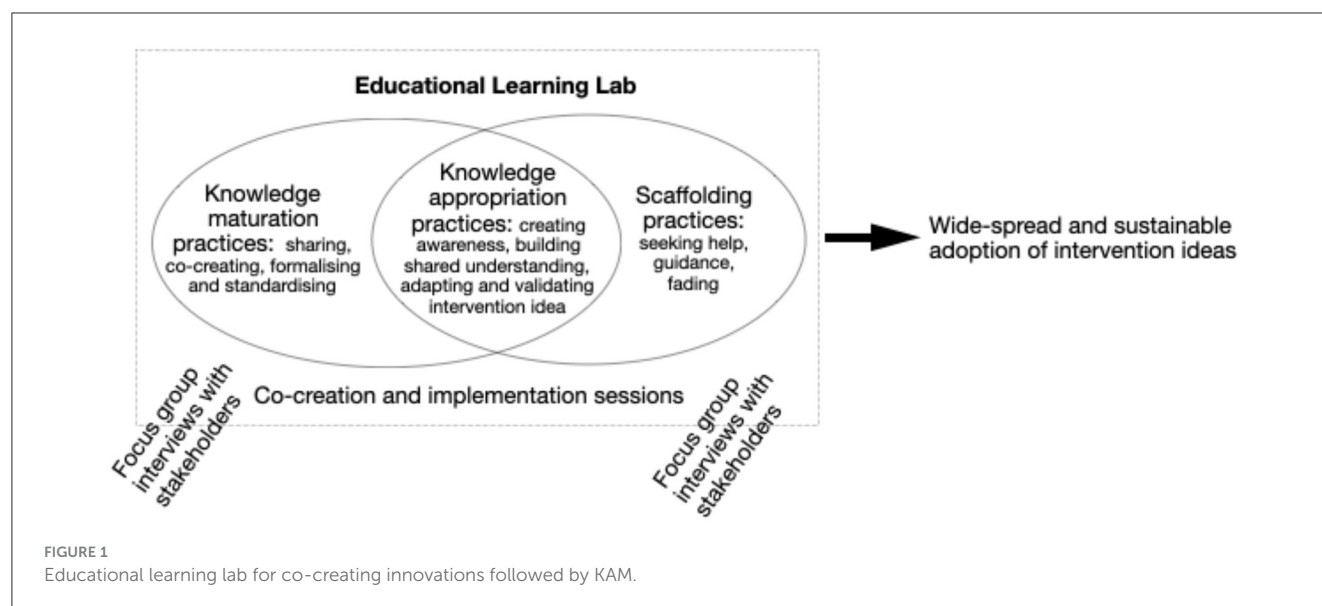 Educational Learning Lab
Knowledge
maturation
practices: sharing,
co-creating, formalising
and standardising
Knowledge
appropriation
practices: creating
awareness, building
shared understanding,
adapting and validating
intervention idea
Scaffolding
practices:
seeking help,
guidance,
fading
Wide-spread and sustainable
adoption of intervention ideas
Co-creation and implementation sessions
Focus group
interviews with
stakeholders
Focus group
interviews with
stakeholders
FIGURE 1
Educational learning lab for co-creating innovations followed by KAM.